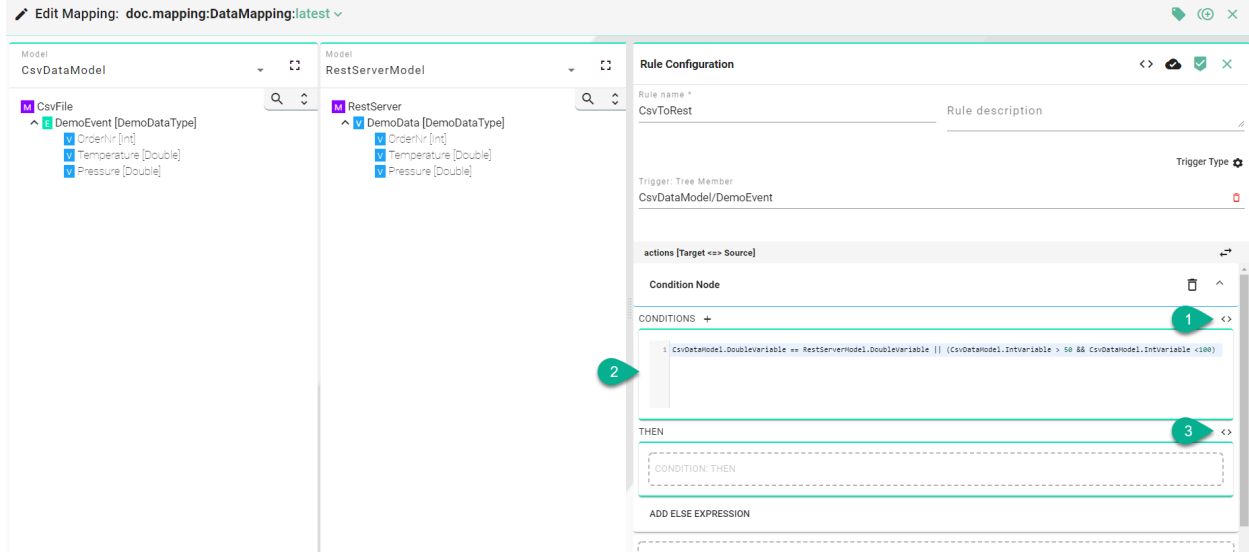 Edit Mapping: doc.mapping:DataMapping:latest
Model
CsvDataModel
M CsvFile
E DemoEvent [DemoDataType]
V OrderNr [Int]
V Temperature [Double]
V Pressure [Double]
Model
RestServerModel
M RestServer
V DemoData [DemoDataType]
V OrderNr [Int]
V Temperature [Double]
V Pressure [Double]
Rule Configuration
Rule name *
CsvToRest
Rule description
Trigger Type
Trigger: Tree Member
CsvDataModel/DemoEvent
actions [Target <=> Source]
Condition Node
CONDITIONS +
1
2
1 CsvDataModel.DoubleVariable == RestServerModel.DoubleVariable || (CsvDataModel.IntVariable > 50 && CsvDataModel.IntVariable <100)
THEN
3
CONDITION: THEN
ADD ELSE EXPRESSION